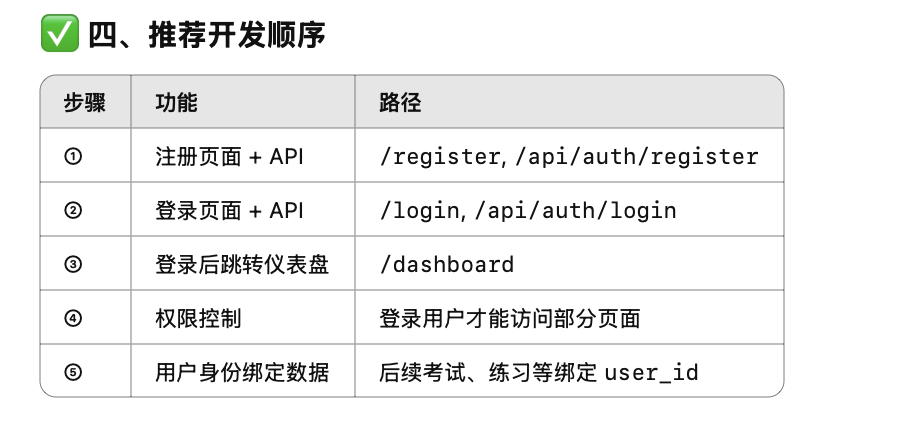 ✅ 四、推荐开发顺序
步骤 功能 路径
① 注册页面 + API /register, /api/auth/register
② 登录页面 + API /login, /api/auth/login
③ 登录后跳转仪表盘 /dashboard
④ 权限控制 登录用户才能访问部分页面
⑤ 用户身份绑定数据 后续考试、练习等绑定 user_id